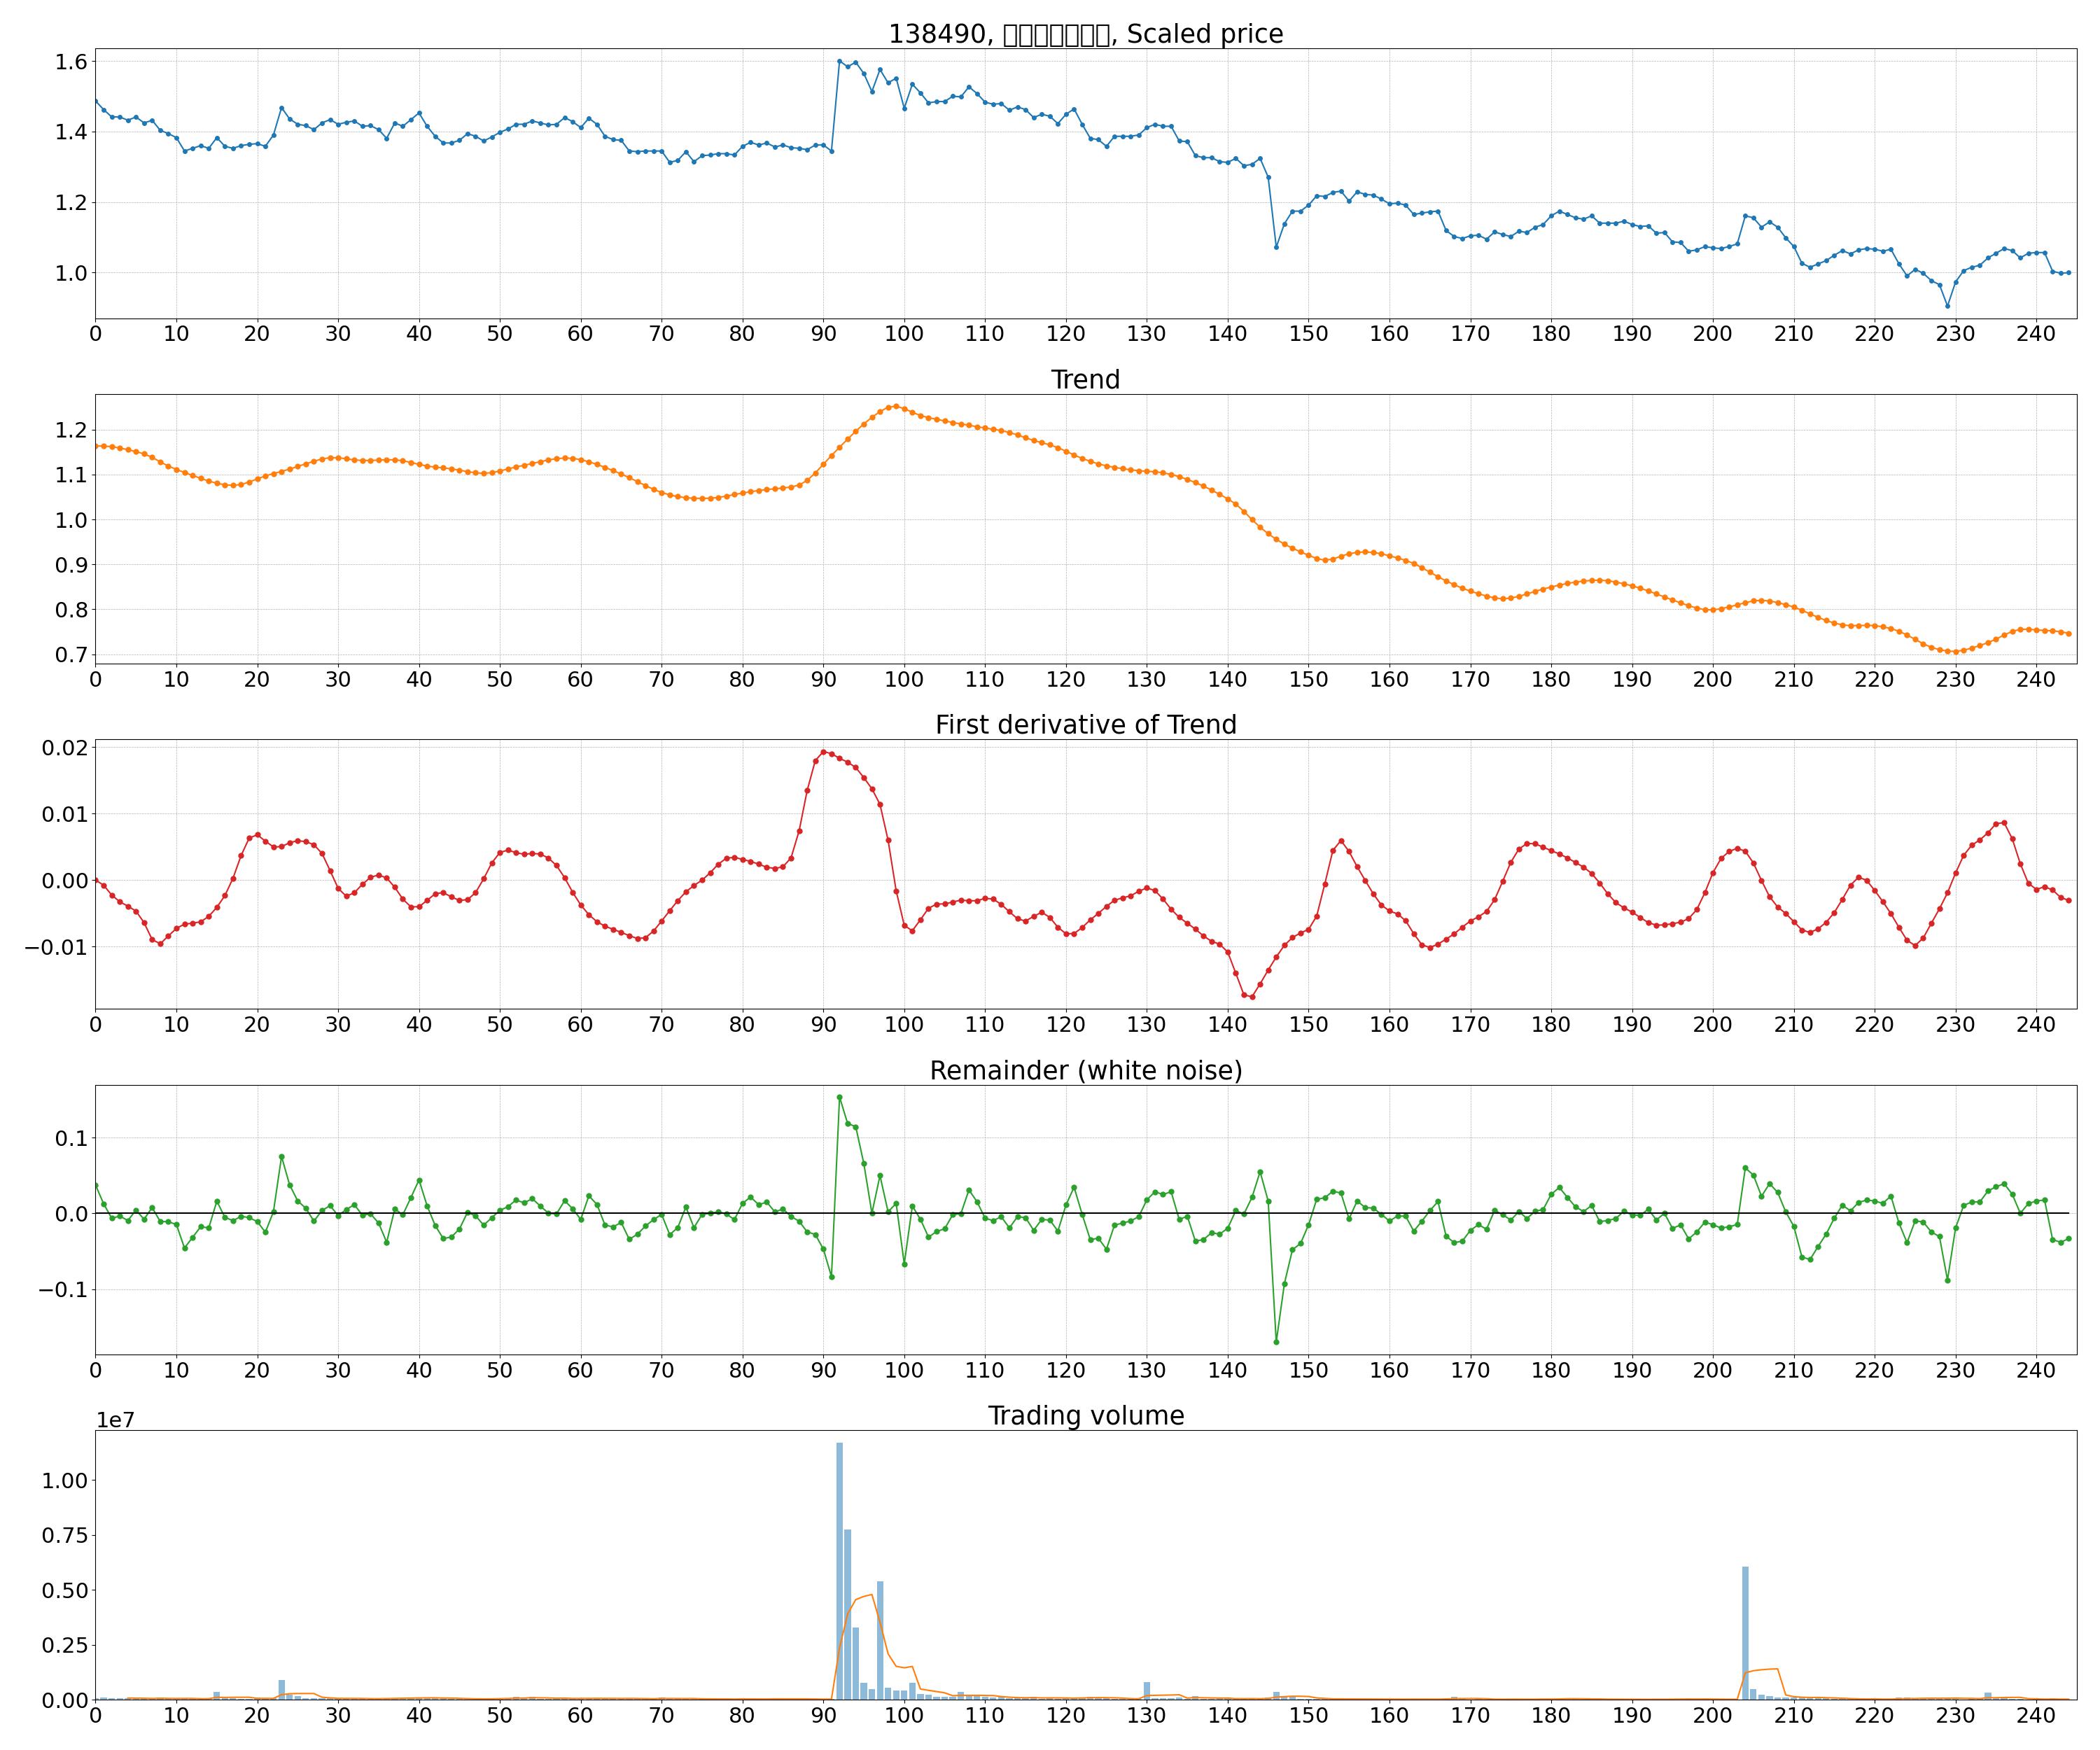 138490, □□□□□□□, Scaled price
1.6
1.4
1.2
1.0
0 10 20 30 40 50 60 70 80 90 100 110 120 130 140 150 160 170 180 190 200 210 220 230 240
Trend
1.2
1.1
1.0
0.9
0.8
0.7
0 10 20 30 40 50 60 70 80 90 100 110 120 130 140 150 160 170 180 190 200 210 220 230 240
First derivative of Trend
0.02
0.01
0.00
−0.01
0 10 20 30 40 50 60 70 80 90 100 110 120 130 140 150 160 170 180 190 200 210 220 230 240
Remainder (white noise)
0.1
0.0
−0.1
0 10 20 30 40 50 60 70 80 90 100 110 120 130 140 150 160 170 180 190 200 210 220 230 240
Trading volume
1e7
1.00
0.75
0.50
0.25
0.00
0 10 20 30 40 50 60 70 80 90 100 110 120 130 140 150 160 170 180 190 200 210 220 230 240